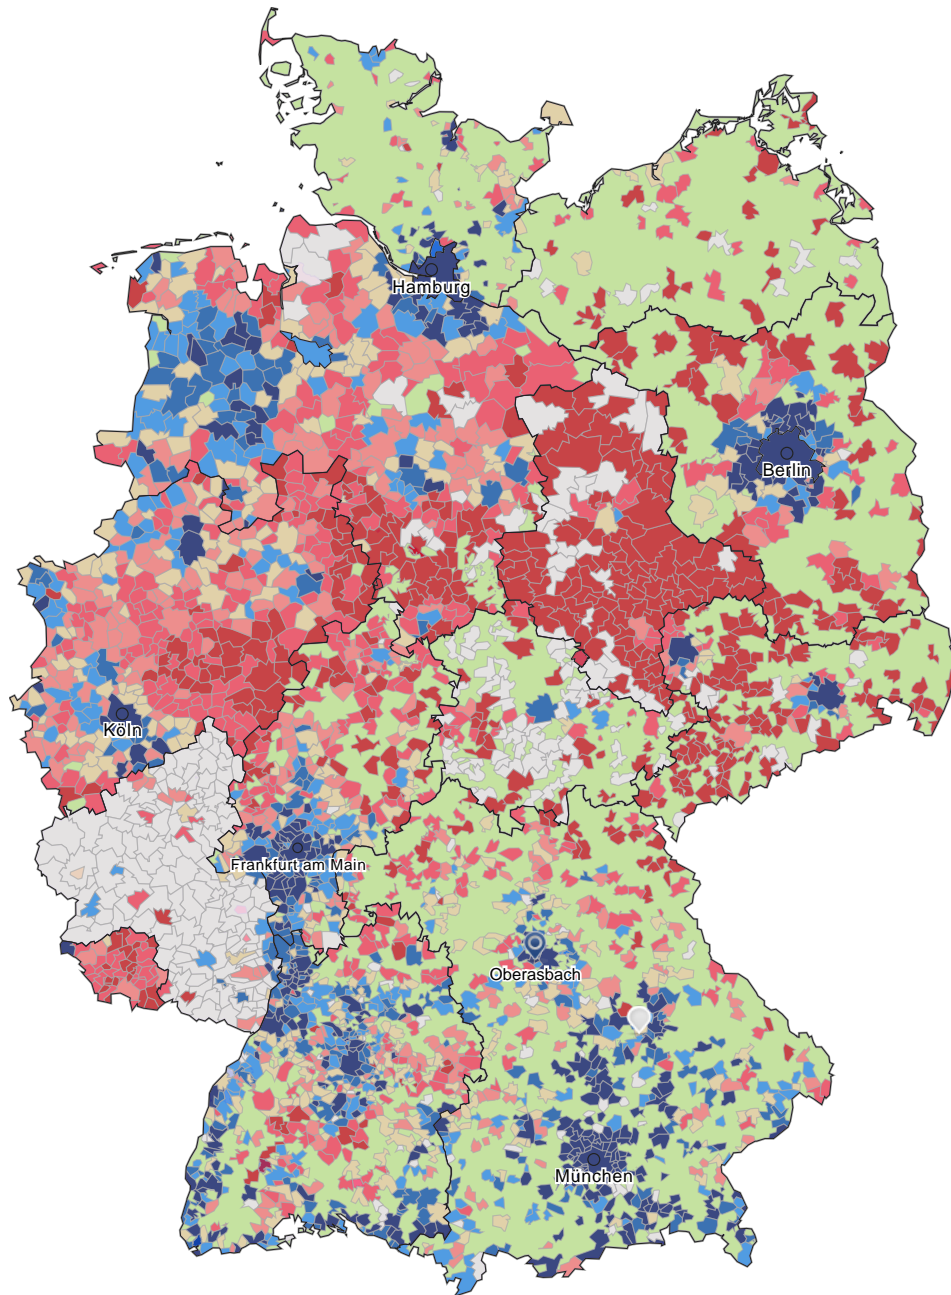 Hamburg
Berlin
Köln
Frankfurt am Main
Oberasbach
München